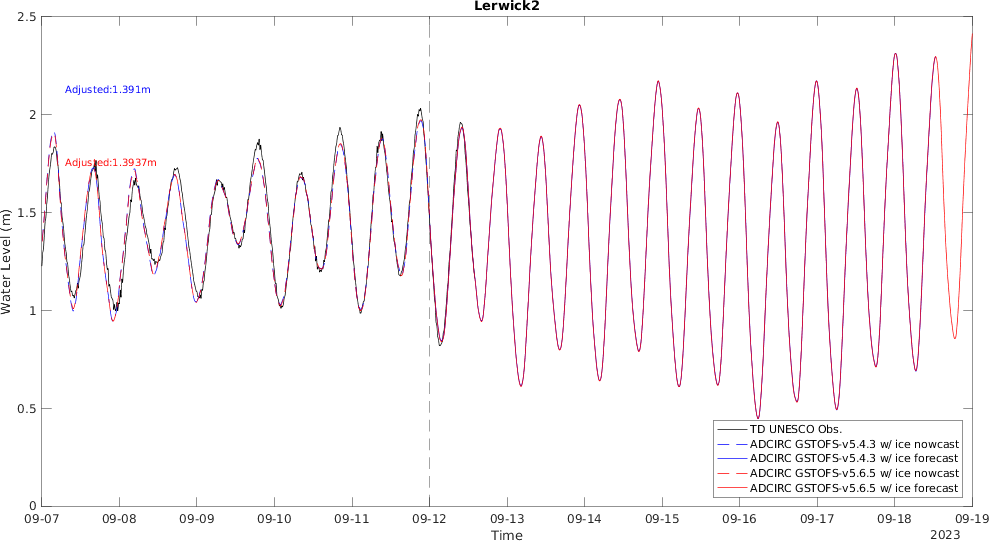 Lerwick2
2.5
2
1.5
1
0.5
0
Water Level (m)
Adjusted:1.391m
Adjusted:1.3937m
TD UNESCO Obs.
ADCIRC GSTOFS-v5.4.3 w/ ice nowcast
ADCIRC GSTOFS-v5.4.3 w/ ice forecast
ADCIRC GSTOFS-v5.6.5 w/ ice nowcast
ADCIRC GSTOFS-v5.6.5 w/ ice forecast
09-07 09-08 09-09 09-10 09-11 09-12 09-13 09-14 09-15 09-16 09-17 09-18 09-19
Time
2023